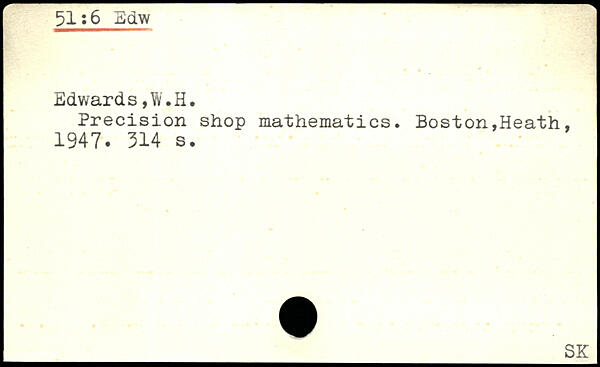 51:6 Edw
Edwards,W.H.
Precision shop mathematics. Boston,Heath,
1947. 314 s.
SK